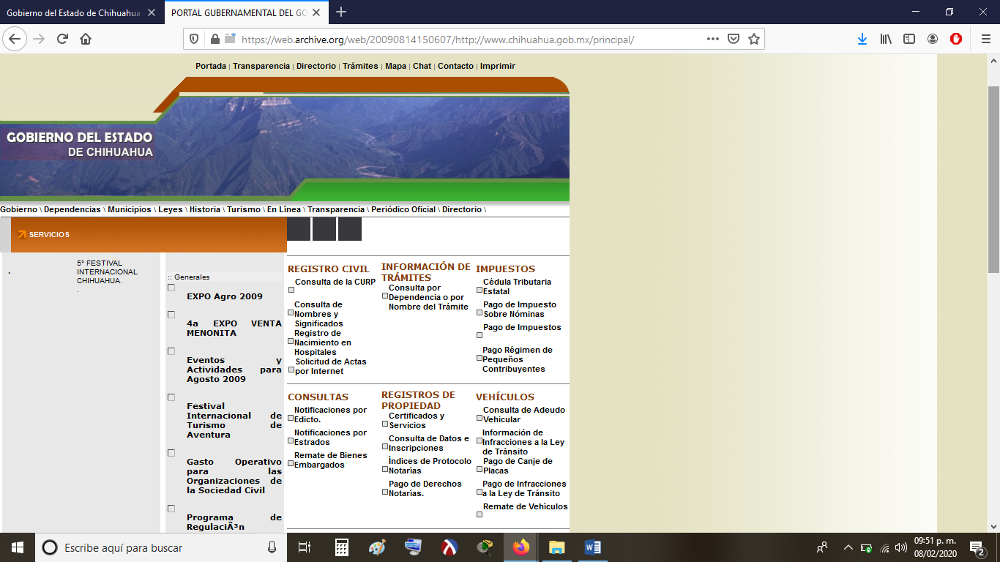 Gobierno del Estado de Chihuahua
PORTAL GUBERNAMENTAL DEL GO
https://web.archive.org/web/20090814150607/http://www.chihuahua.gob.mx/principal/
Portada | Transparencia | Directorio | Trámites | Mapa | Chat | Contacto | Imprimir
GOBIERNO DEL ESTADO
DE CHIHUAHUA
Gobierno \ Dependencias \ Municipios \ Leyes \ Historia \ Turismo \ En Línea \ Transparencia \ Periódico Oficial \ Directorio \
SERVICIOS
.
5° FESTIVAL
INTERNACIONAL
CHIHUAHUA.
.
:: Generales
EXPO Agro 2009
4a EXPO VENTA
MENONITA
Eventos y
Actividades para
Agosto 2009
Festival
Internacional de
Turismo de
Aventura
Gasto Operativo
para las
Organizaciones de
la Sociedad Civil
Programa de
RegulaciÃ³n
REGISTRO CIVIL
Consulta de la CURP
Consulta de
Nombres y
Significados
Registro de
Nacimiento en
Hospitales
Solicitud de Actas
por Internet
INFORMACIÓN DE
TRÁMITES
Consulta por
Dependencia o por
Nombre del Trámite
IMPUESTOS
Cédula Tributaria
Estatal
Pago de Impuesto
Sobre Nóminas
Pago de Impuestos
Pago Régimen de
Pequeños
Contribuyentes
CONSULTAS
Notificaciones por
Edicto.
Notificaciones por
Estrados
Remate de Bienes
Embargados
REGISTROS DE
PROPIEDAD
Certificados y
Servicios
Consulta de Datos e
Inscripciones
Índices de Protocolo
Notarías
Pago de Derechos
Notarías.
VEHÍCULOS
Consulta de Adeudo
Vehicular
Información de
Infracciones a la Ley
de Tránsito
Pago de Canje de
Placas
Pago de Infracciones
a la Ley de Tránsito
Remate de Vehículos
Escribe aquí para buscar
09:51 p. m.
08/02/2020
2